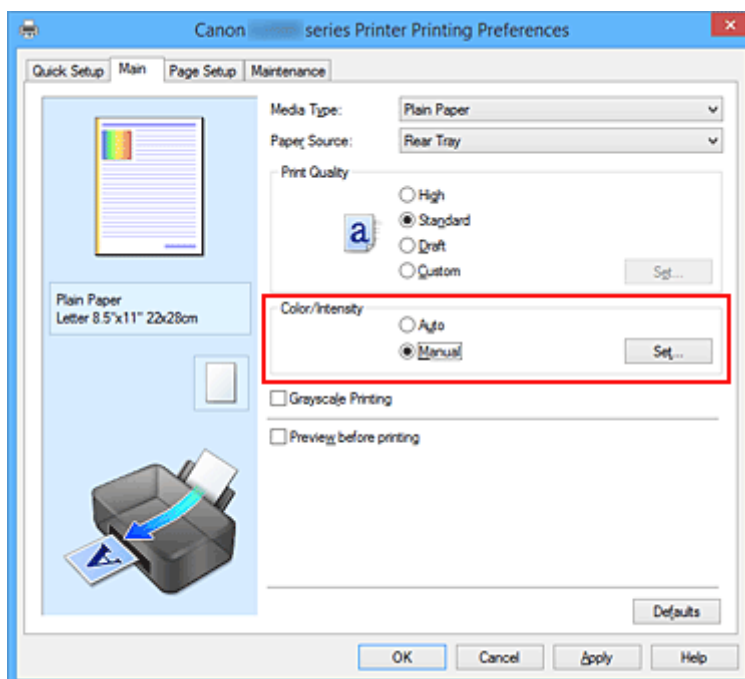 Canon series Printer Printing Preferences
Quick Setup Main Page Setup Maintenance
Media Type: Plain Paper
Paper Source: Rear Tray
Print Quality
High
a Standard
Draft
Custom Set...
Plain Paper
Letter 8.5"x11" 22x28cm
Color/Intensity
Auto
Manual Set...
Grayscale Printing
Preview before printing
A
Defaults
OK Cancel Apply Help